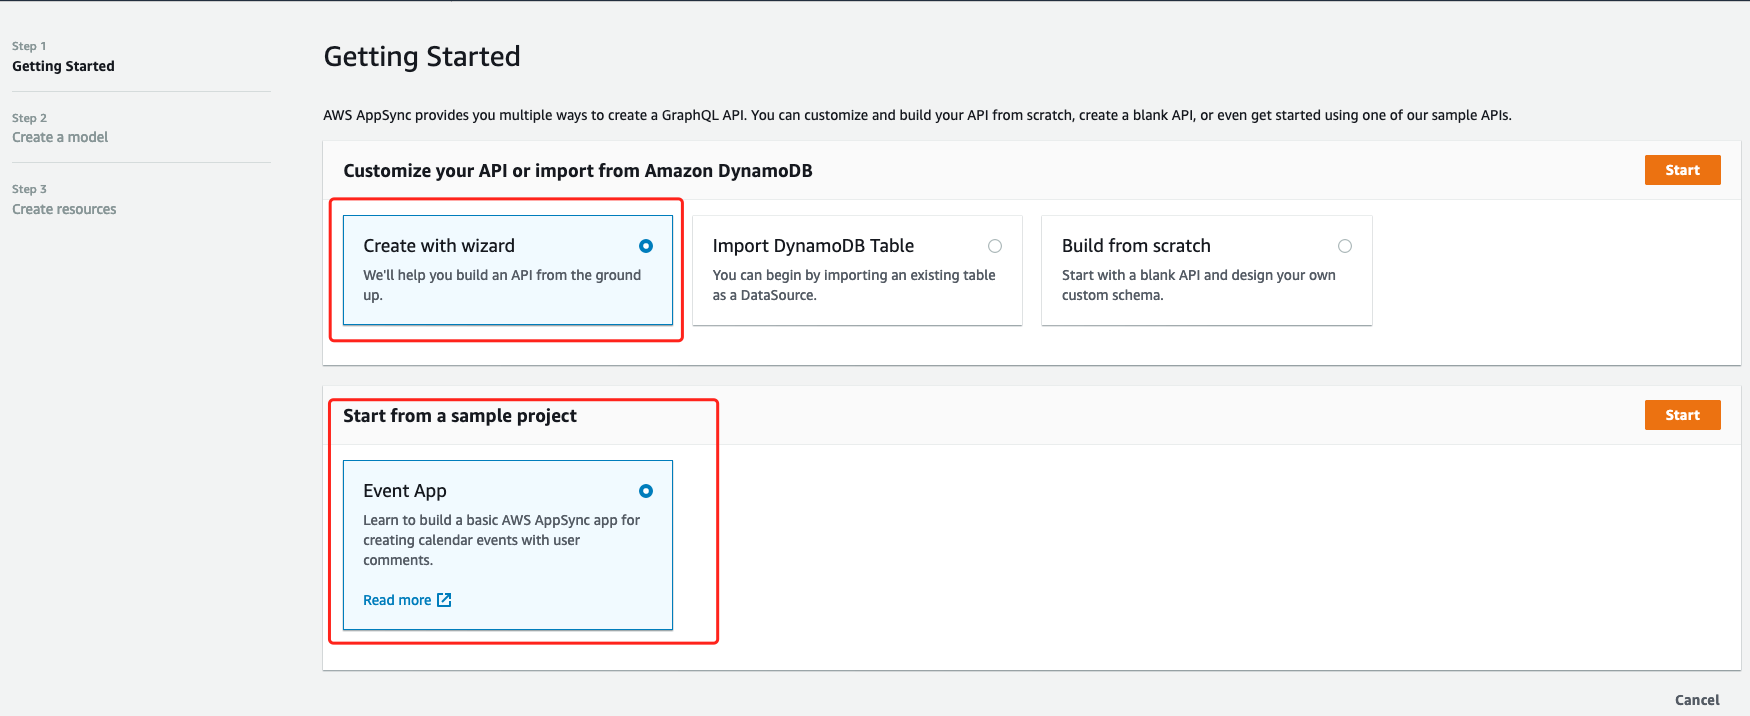 Step 1
Getting Started
Step 2
Create a model
Step 3
Create resources
Getting Started
AWS AppSync provides you multiple ways to create a GraphQL API. You can customize and build your API from scratch, create a blank API, or even get started using one of our sample APIs.
Customize your API or import from Amazon DynamoDB
Start
Create with wizard
We'll help you build an API from the ground
up.
Import DynamoDB Table
You can begin by importing an existing table
as a DataSource.
Build from scratch
Start with a blank API and design your own
custom schema.
Start from a sample project
Start
Event App
Learn to build a basic AWS AppSync app for
creating calendar events with user
comments.
Read more
Cancel